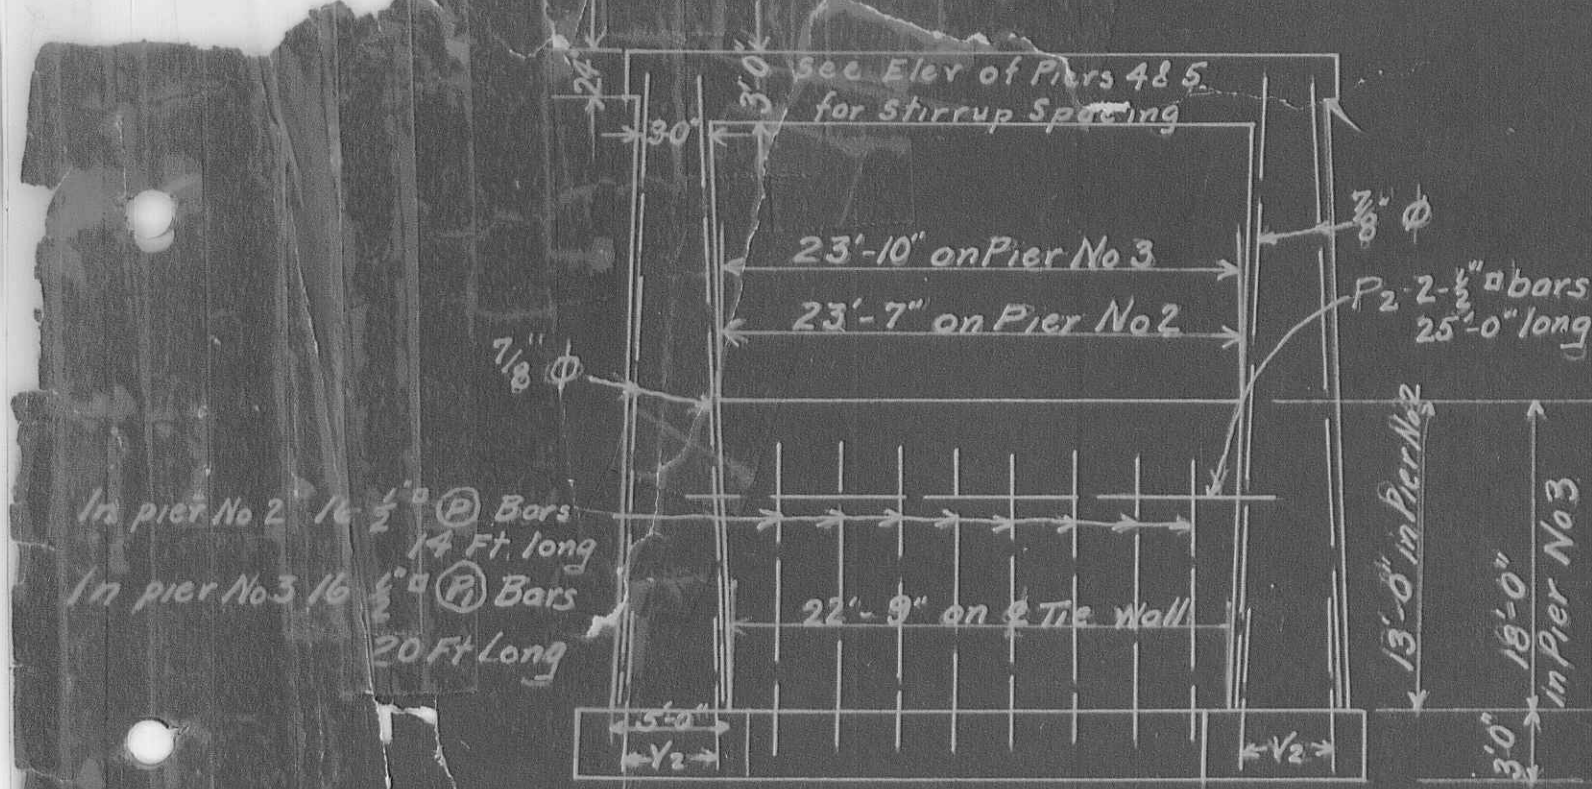 24"
3'-0"
See Elev of Piers 4 & 5.
for Stirrup Spacing
3-0"
7/8" ϕ
23'-10" on Pier No 3
P2-2-1/2" □ bars
25'-0" long
23'-7" on Pier No 2
7/8" ϕ
In pier No 2 16 1/2" □ (P) Bars
14 Ft. long
In pier No 3 16 1/2" □ (P1) Bars
20 Ft Long
22'-9" on ℄ Tie Wall
13'-0" in Pier No 2
18'-0"
in Pier No 3
5'-0"
V2
V2
3'-0"